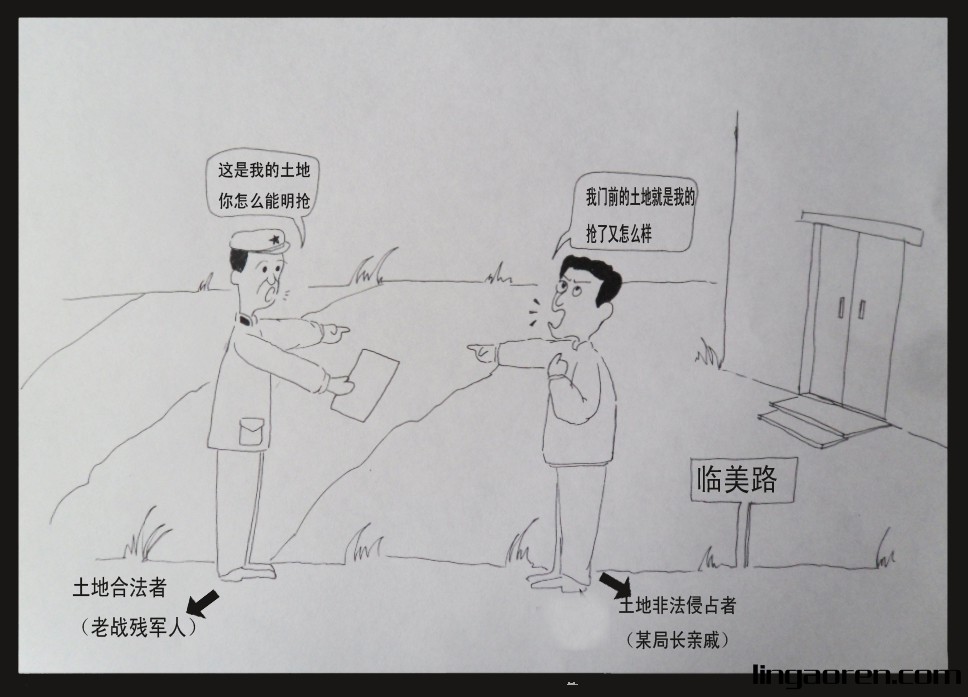 这是我的土地
你怎么能明抢
我门前的土地就是我的
抢了又怎么样
临美路
土地合法者
（老战残军人）
土地非法侵占者
（某局长亲戚）
lingaoren.com